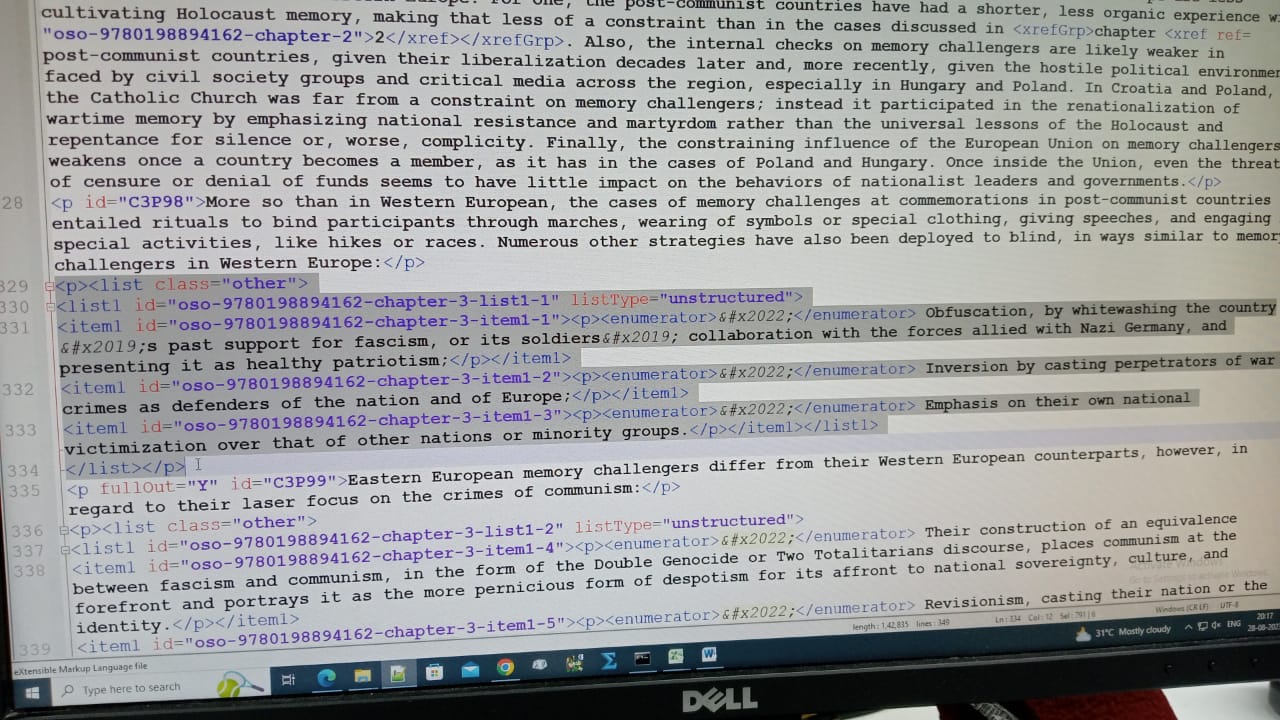 cultivating Holocaust memory, making that less of a constraint than in the cases discussed in <xrefGrp>chapter <xref ref=
"oso-9780198894162-chapter-2">2</xref></xrefGrp>. Also, the internal checks on memory challengers are likely weaker in
post-communist countries, given their liberalization decades later and, more recently, given the hostile political
faced by civil society groups and critical media across the region, especially in Hungary and Poland. In Croatia and Poland,
the Catholic Church was far from a constraint on memory challengers; instead it participated in the renationalization of
wartime memory by emphasizing national resistance and martyrdom rather than the universal lessons of the Holocaust and
repentance for silence or, worse, complicity. Finally, the constraining influence of the European Union on memory challengers
weakens once a country becomes a member, as it has in the cases of Poland and Hungary. Once inside the Union, even the threat
of censure or denial of funds seems to have little impact on the behaviors of nationalist leaders and governments.</p>
28 <p id="C3P98">More so than in Western European, the cases of memory challenges at commemorations in post-communist countries
entailed rituals to bind participants through marches, wearing of symbols or special clothing, giving speeches, and engaging
special activities, like hikes or races. Numerous other strategies have also been deployed to blind, in ways similar to memory
challengers in Western Europe:</p>
329 <p><list class="other">
330 <list1 id="oso-9780198894162-chapter-3-list1-1" listType="unstructured">
331 <item1 id="oso-9780198894162-chapter-3-item1-1"><p><enumerator>&#x2022;</enumerator> Obfuscation, by whitewashing the country
&#x2019;s past support for fascism, or its soldiers&#x2019; collaboration with the forces allied with Nazi Germany, and
presenting it as healthy patriotism;</p></item1>
332 <item1 id="oso-9780198894162-chapter-3-item1-2"><p><enumerator>&#x2022;</enumerator> Inversion by casting perpetrators of war
crimes as defenders of the nation and of Europe;</p></item1>
333 <item1 id="oso-9780198894162-chapter-3-item1-3"><p><enumerator>&#x2022;</enumerator> Emphasis on their own national
victimization over that of other nations or minority groups.</p></item1></list1>
334 </list></p>
335 <p fullOut="Y" id="C3P99">Eastern European memory challengers differ from their Western European counterparts, however, in
regard to their laser focus on the crimes of communism:</p>
336 <p><list class="other">
337 <list1 id="oso-9780198894162-chapter-3-list1-2" listType="unstructured">
338 <item1 id="oso-9780198894162-chapter-3-item1-4"><p><enumerator>&#x2022;</enumerator> Their construction of an equivalence
between fascism and communism, in the form of the Double Genocide or Two Totalitarians discourse, places communism at the
forefront and portrays it as the more pernicious form of despotism for its affront to national sovereignty, culture, and
identity.</p></item1>
339 <item1 id="oso-9780198894162-chapter-3-item1-5"><p><enumerator>&#x2022;</enumerator> Revisionism, casting their nation or the
Activate Windows
Go to Settings to activate Windows.
eXtensible Markup Language file length : 1,42,835 lines : 349 Ln : 334 Col : 12 Sel : 791 | 6 Windows (CR LF) UTF-8
Type here to search 31°C Mostly cloudy ENG 20:17
DELL